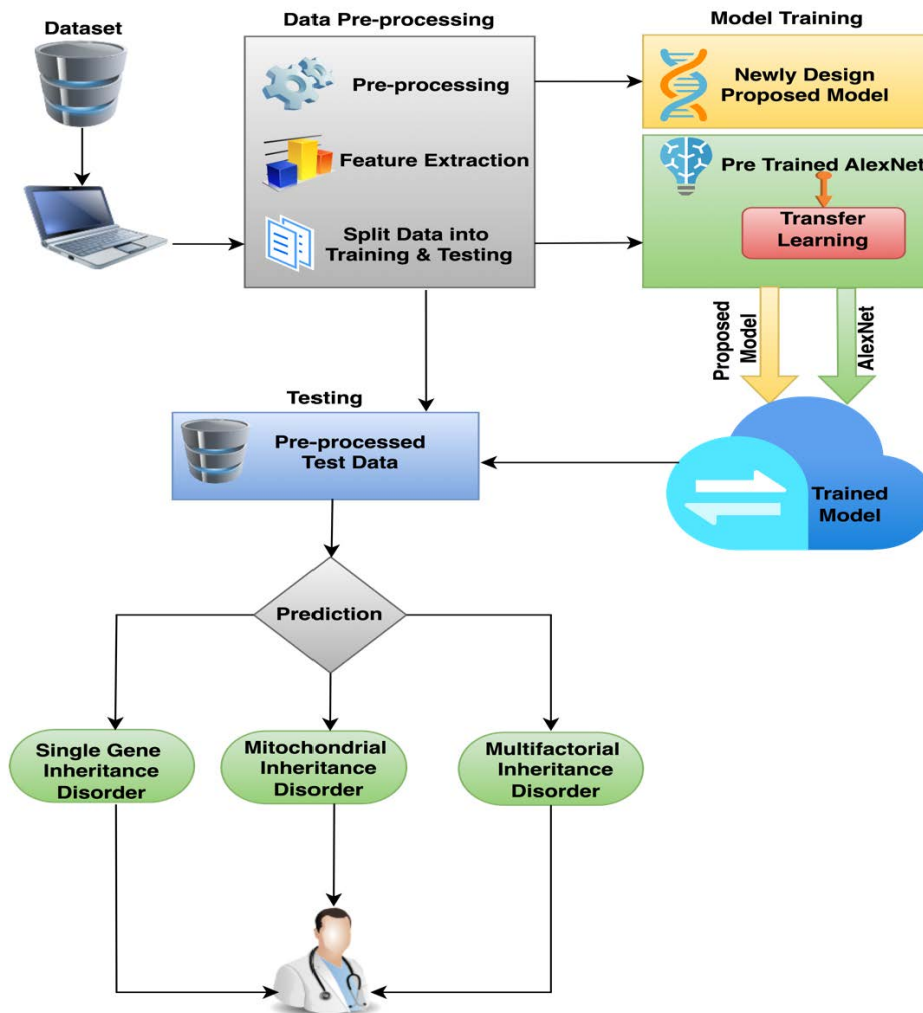 Dataset
Data Pre-processing
Pre-processing
Feature Extraction
Split Data into
Training & Testing
Model Training
Newly Design
Proposed Model
Pre Trained AlexNet
Transfer
Learning
Proposed
Model
AlexNet
Trained
Model
Testing
Pre-processed
Test Data
Prediction
Single Gene
Inheritance
Disorder
Mitochondrial
Inheritance
Disorder
Multifactorial
Inheritance
Disorder